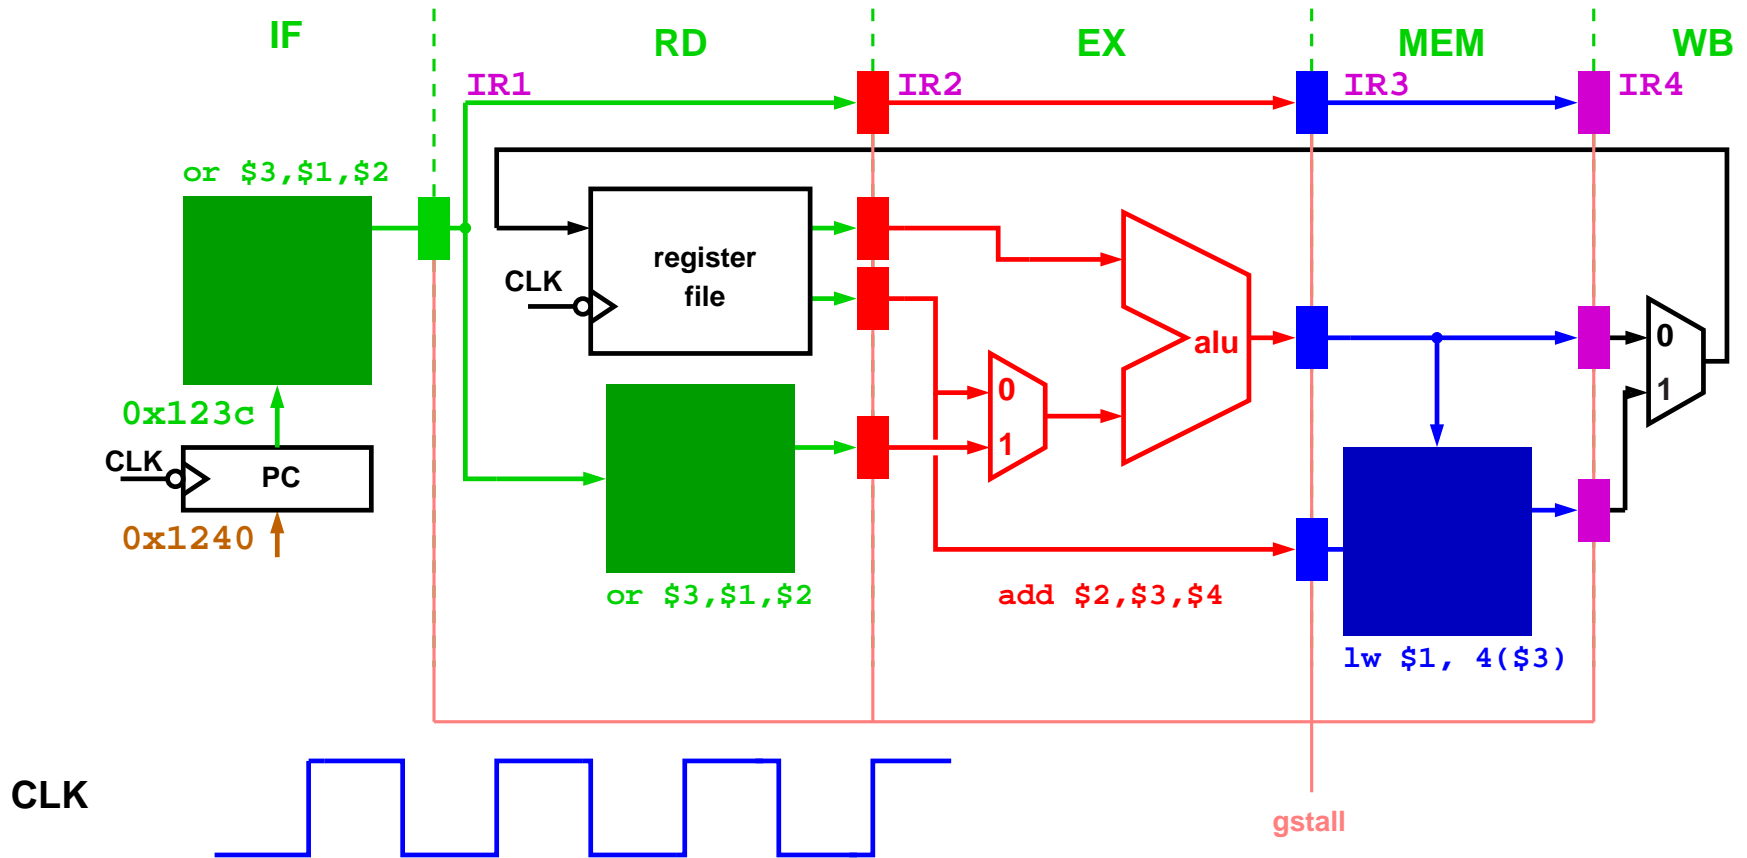 IF
RD
EX
MEM
WB
IR1
IR2
IR3
IR4
or $3,$1,$2
register
file
CLK
0
1
alu
0
1
0x123c
CLK
PC
0x1240
or $3,$1,$2
add $2,$3,$4
lw $1, 4($3)
CLK
gstall